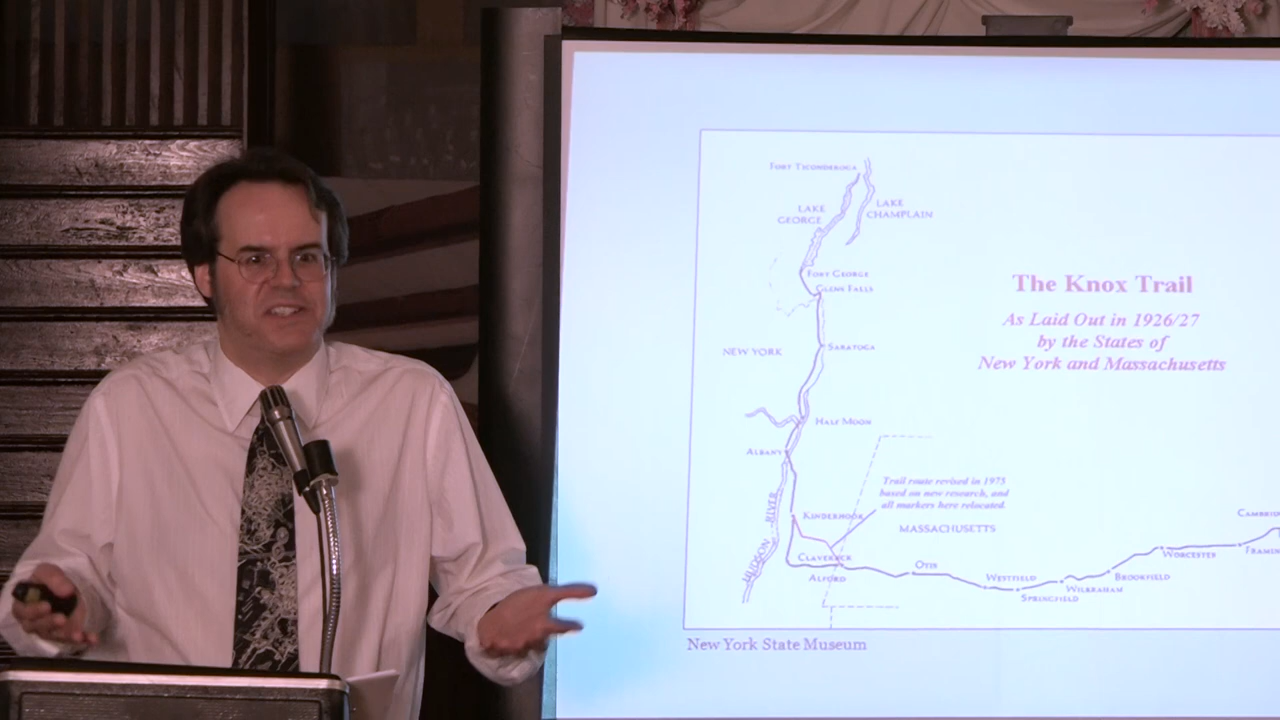 FORT TICONDEROGA
LAKE
GEORGE
LAKE
CHAMPLAIN
FORT GEORGE
GLENS FALLS
The Knox Trail
As Laid Out in 1926/27
by the States of
New York and Massachusetts
NEW YORK
SARATOGA
HALF MOON
ALBANY
Trail route revised in 1975
based on new research, and
all markers here relocated.
HUDSON RIVER
KINDERHOOK
MASSACHUSETTS
CAMBRID
CLAVERACK
ALFORD
OTIS
WESTFIELD
SPRINGFIELD
WILBRAHAM
BROOKFIELD
WORCESTER
FRAMIN
New York State Museum